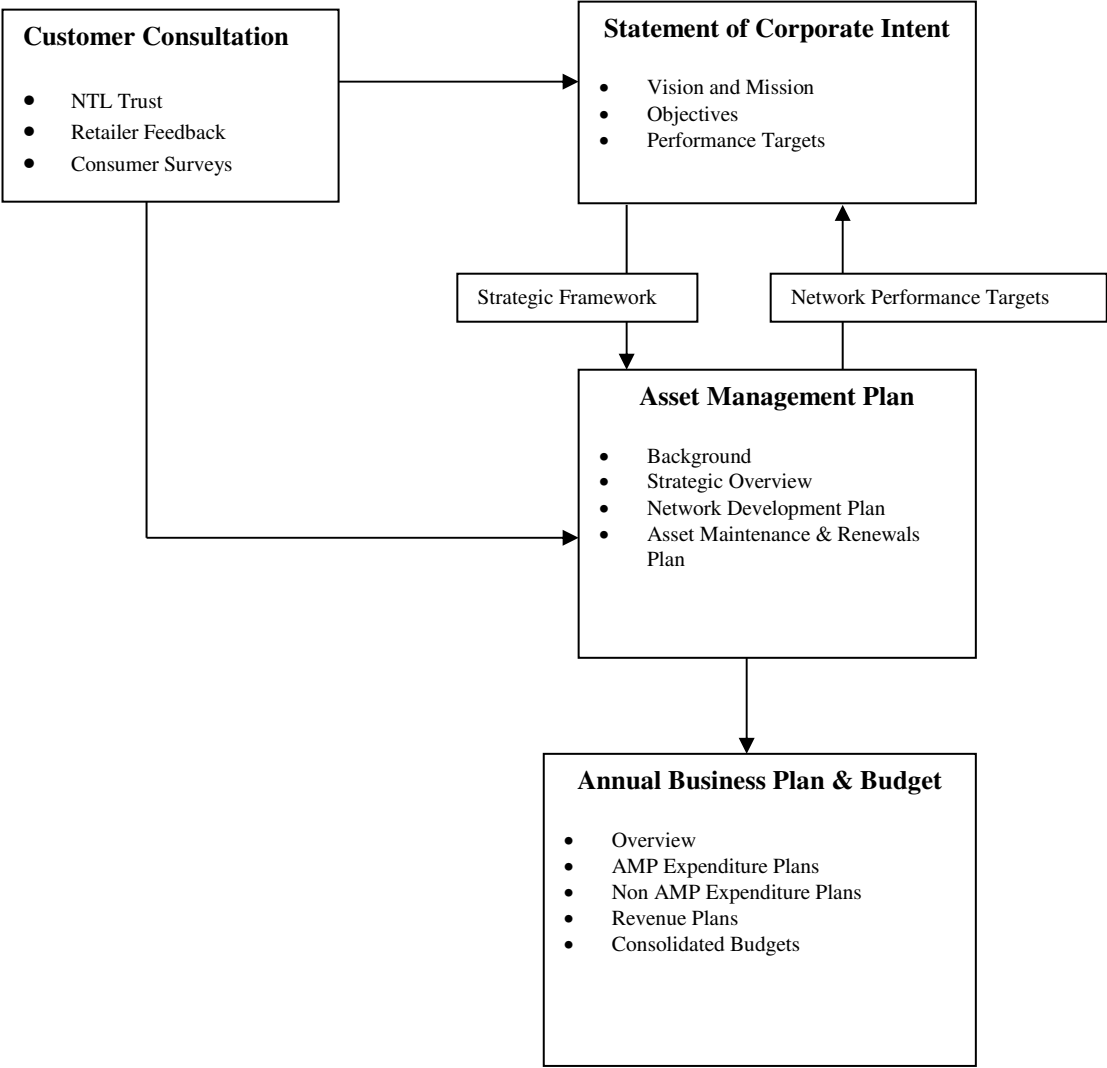 Customer Consultation
• NTL Trust
• Retailer Feedback
• Consumer Surveys
Statement of Corporate Intent
• Vision and Mission
• Objectives
• Performance Targets
Strategic Framework
Network Performance Targets
Asset Management Plan
• Background
• Strategic Overview
• Network Development Plan
• Asset Maintenance & Renewals
Plan
Annual Business Plan & Budget
• Overview
• AMP Expenditure Plans
• Non AMP Expenditure Plans
• Revenue Plans
• Consolidated Budgets